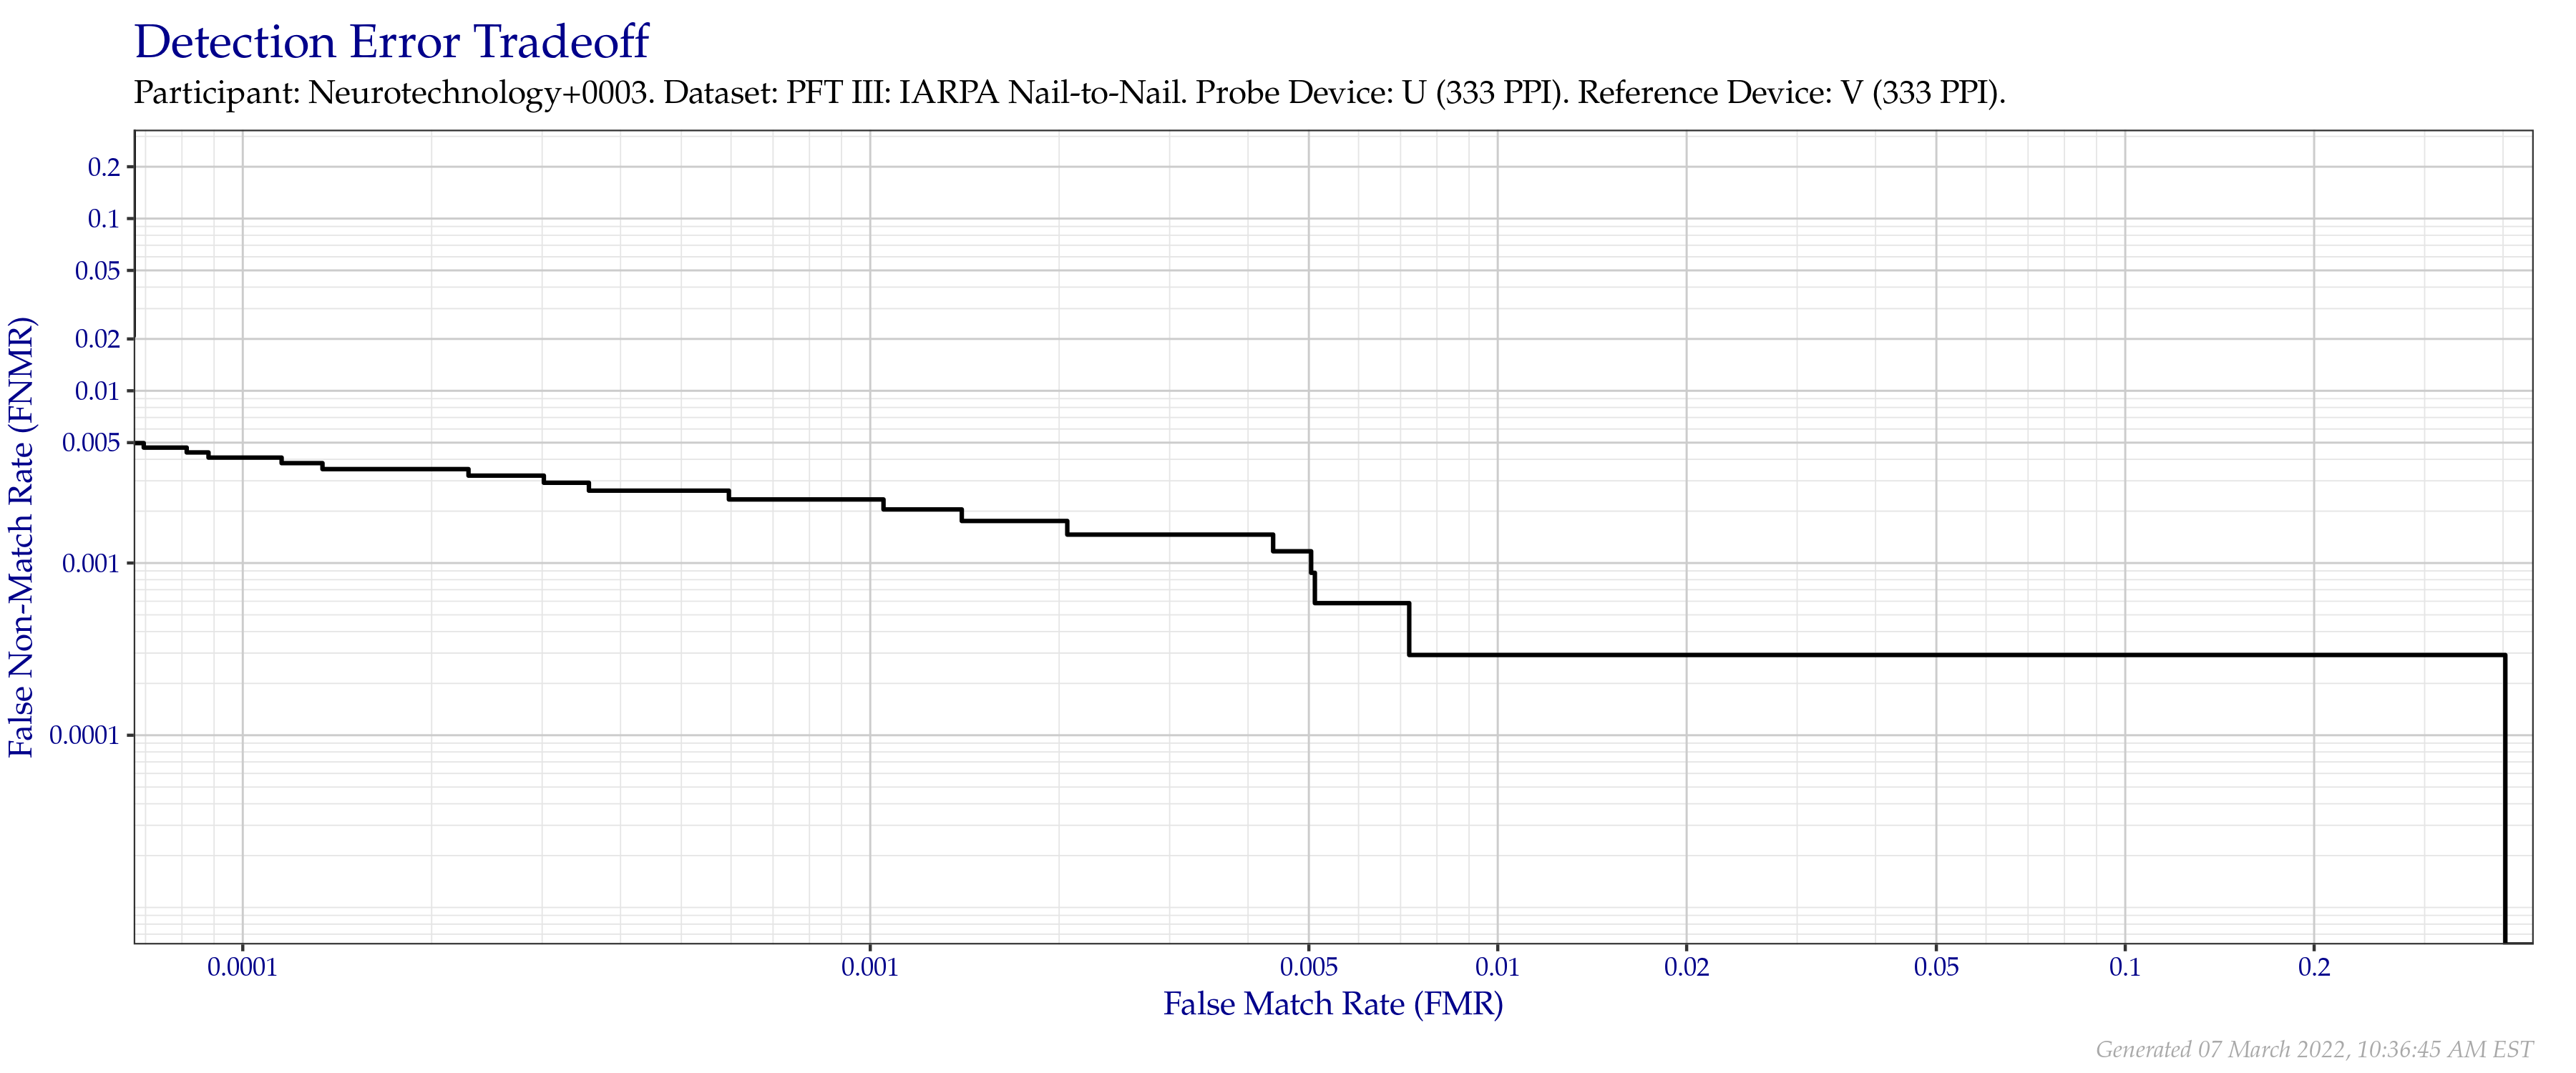 Detection Error Tradeoff
Participant: Neurotechnology+0003. Dataset: PFT III: IARPA Nail-to-Nail. Probe Device: U (333 PPI). Reference Device: V (333 PPI).
False Non-Match Rate (FNMR)
0.2
0.1
0.05
0.02
0.01
0.005
0.001
0.0001
0.0001 0.001 0.005 0.01 0.02 0.05 0.1 0.2
False Match Rate (FMR)
Generated 07 March 2022, 10:36:45 AM EST